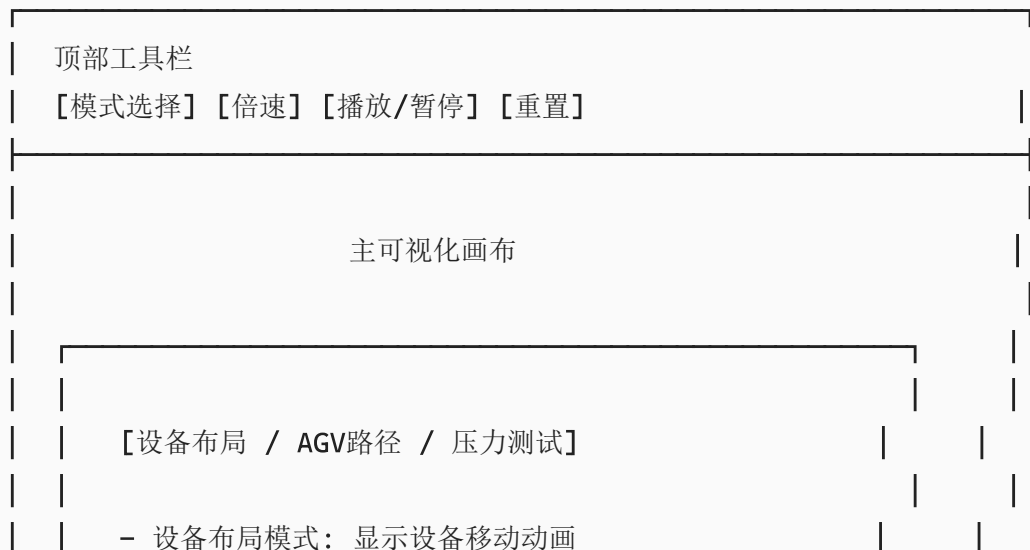 顶部工具栏
[模式选择] [倍速] [播放/暂停] [重置]
主可视化画布
[设备布局 / AGV路径 / 压力测试]
- 设备布局模式: 显示设备移动动画